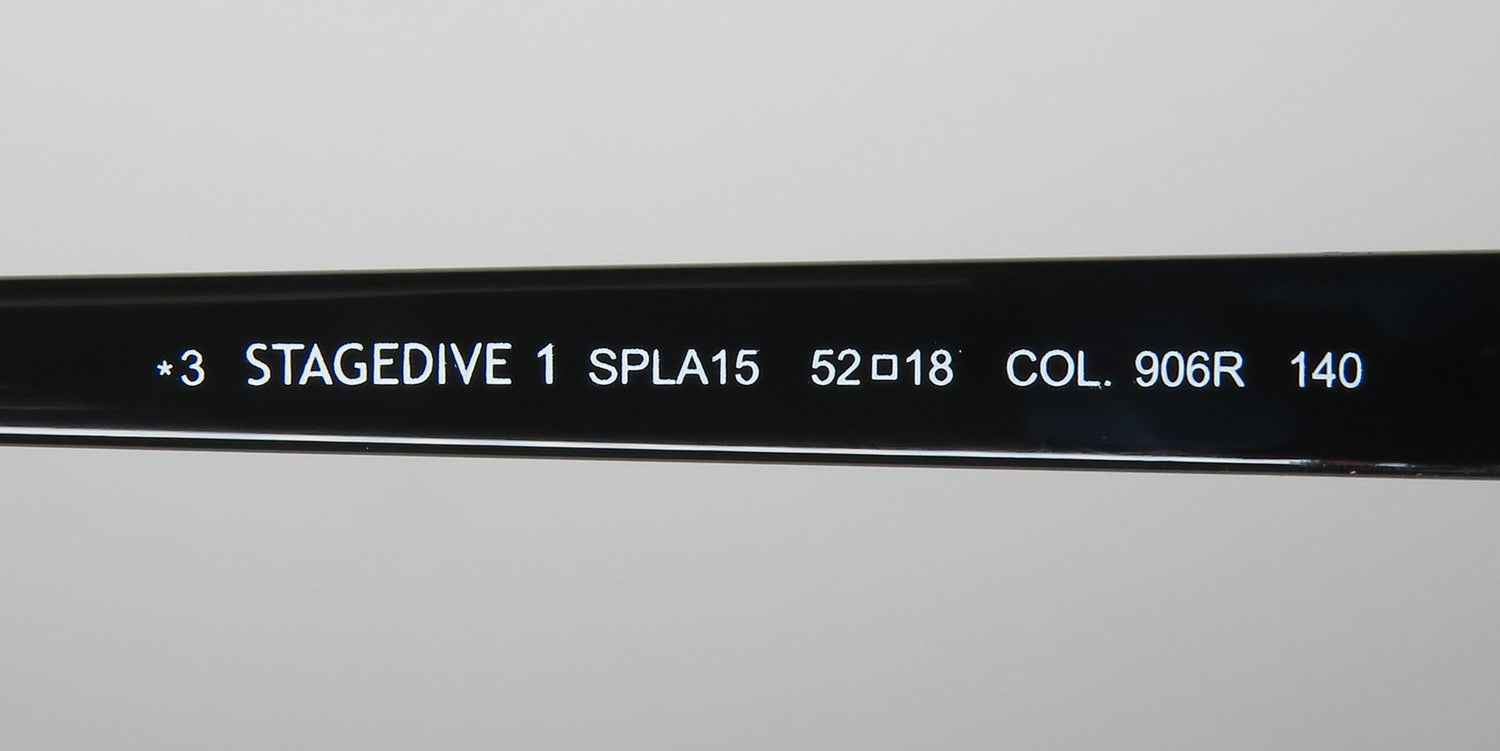 *3 STAGEDIVE 1 SPLA15 52□18 COL. 906R 140